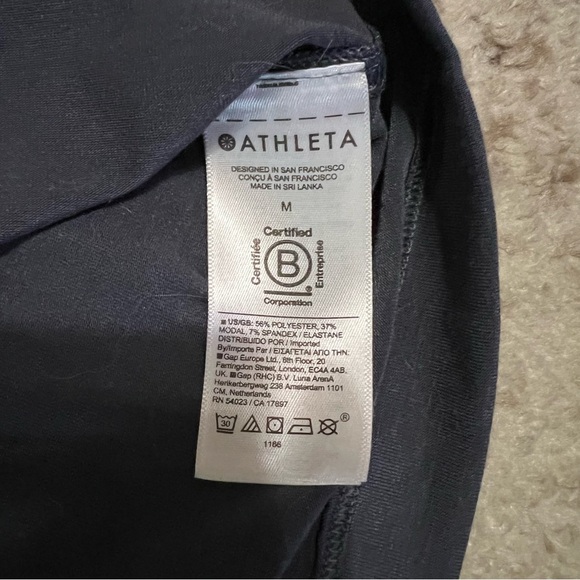 ATHLETA
DESIGNED IN SAN FRANCISCO
CONÇU À SAN FRANCISCO
MADE IN SRI LANKA
M
Certified
Certifiée
B
Entreprise
Corporation
US/GB: 56% POLYESTER, 37%
MODAL, 7% SPANDEX / ELASTANE
DISTRIBUIDO POR / Imported
By/Importe Par / ΕΙΣΑΓΕΤΑΙ ΑΠΟ ΤΗΝ:
Gap Europe Ltd., 6th Floor, 20
Farringdon Street, London, EC4A 4AB,
UK. Gap (RHC) B.V. Luna ArenA
Herikerbergweg 238 Amsterdam 1101
CM, Netherlands
RN 54023 / CA 17897
30
®
1166